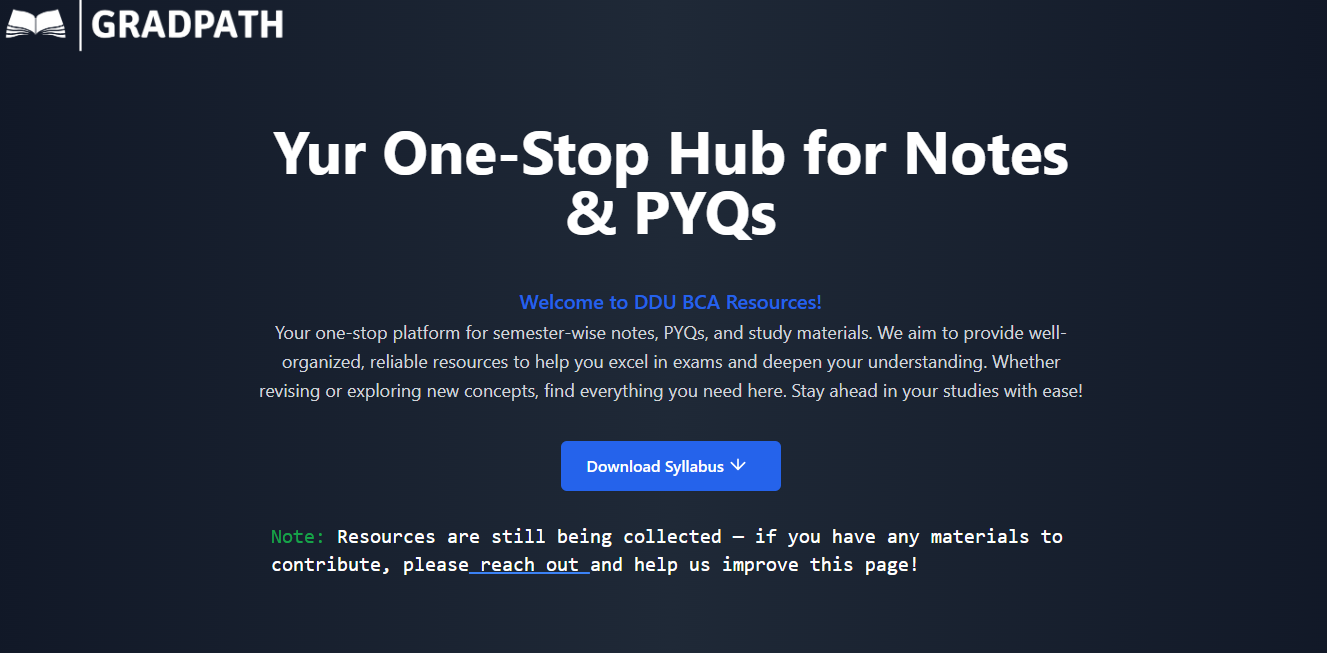 GRADPATH
Yur One-Stop Hub for Notes
& PYQs
Welcome to DDU BCA Resources!
Your one-stop platform for semester-wise notes, PYQs, and study materials. We aim to provide well-
organized, reliable resources to help you excel in exams and deepen your understanding. Whether
revising or exploring new concepts, find everything you need here. Stay ahead in your studies with ease!
Download Syllabus ↓
Note: Resources are still being collected — if you have any materials to
contribute, please reach out and help us improve this page!